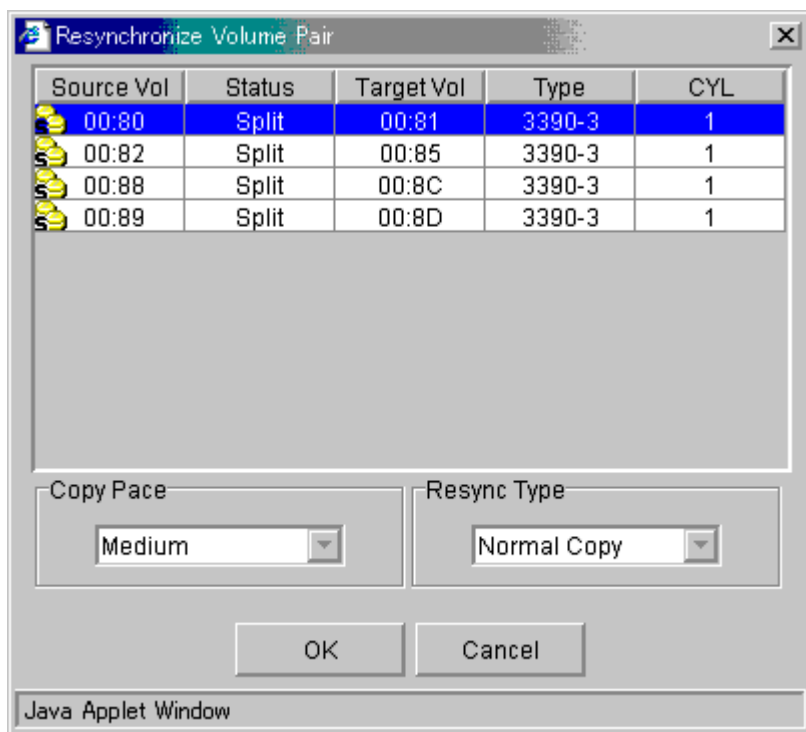 Resynchronize Volume Pair
Source Vol Status Target Vol Type CYL
S 00:80 Split 00:81 3390-3 1
S 00:82 Split 00:85 3390-3 1
S 00:88 Split 00:8C 3390-3 1
S 00:89 Split 00:8D 3390-3 1
Copy Pace Resync Type
Medium Normal Copy
OK Cancel
Java Applet Window